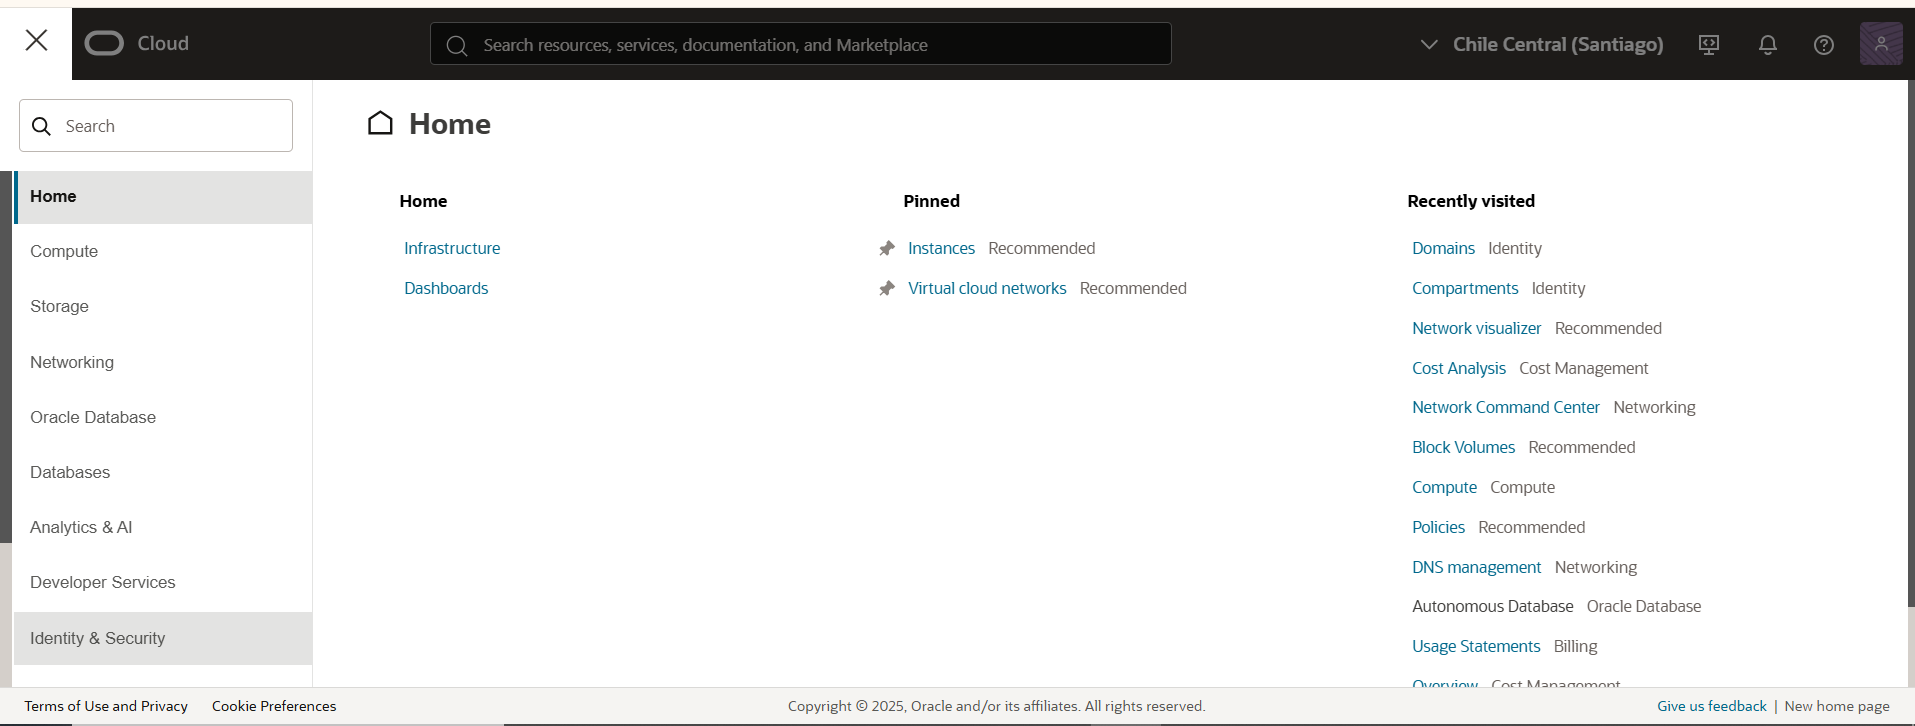 Cloud
Search resources, services, documentation, and Marketplace
Chile Central (Santiago)
Search
Home
Compute
Storage
Networking
Oracle Database
Databases
Analytics & AI
Developer Services
Identity & Security
Home
Home
Infrastructure
Dashboards
Pinned
Instances Recommended
Virtual cloud networks Recommended
Recently visited
Domains Identity
Compartments Identity
Network visualizer Recommended
Cost Analysis Cost Management
Network Command Center Networking
Block Volumes Recommended
Compute Compute
Policies Recommended
DNS management Networking
Autonomous Database Oracle Database
Usage Statements Billing
Overview Cost Management
Terms of Use and Privacy Cookie Preferences
Copyright © 2025, Oracle and/or its affiliates. All rights reserved.
Give us feedback | New home page